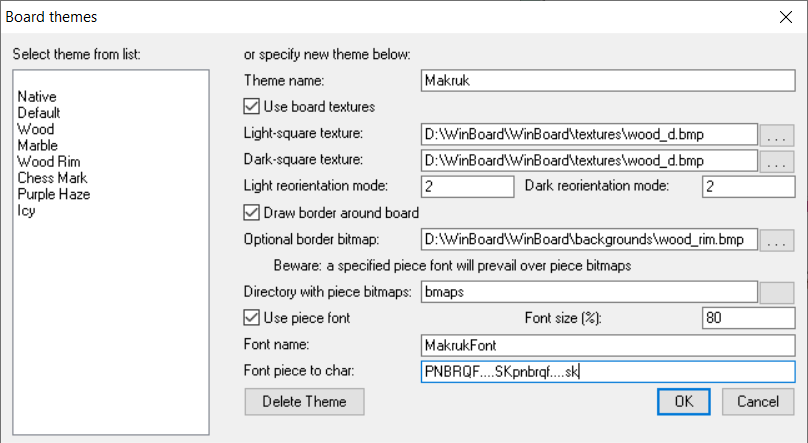 Board themes
Select theme from list:
Native
Default
Wood
Marble
Wood Rim
Chess Mark
Purple Haze
Icy
or specify new theme below:
Theme name: Makruk
Use board textures
Light-square texture: D:\WinBoard\WinBoard\textures\wood_d.bmp ...
Dark-square texture: D:\WinBoard\WinBoard\textures\wood_d.bmp ...
Light reorientation mode: 2 Dark reorientation mode: 2
Draw border around board
Optional border bitmap: D:\WinBoard\WinBoard\backgrounds\wood_rim.bmp ...
Beware: a specified piece font will prevail over piece bitmaps
Directory with piece bitmaps: bmaps
Use piece font Font size (%): 80
Font name: MakrukFont
Font piece to char: PNBRQF....SKpnbrqf....sk
Delete Theme OK Cancel